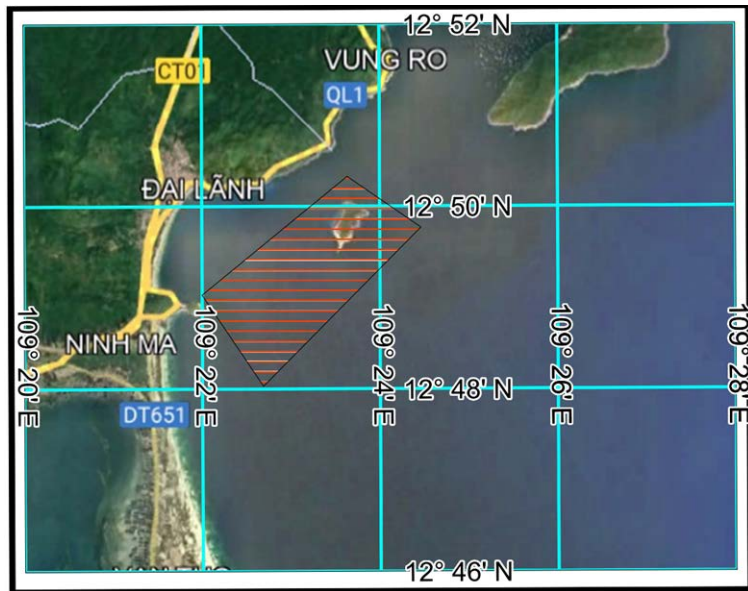 12° 52' N
VUNG RO
CT01
QL1
ĐẠI LÃNH
12° 50' N
109° 20' E
109° 22' E
109° 24' E
109° 26' E
109° 28' E
NINH MA
12° 48' N
DT651
12° 46' N